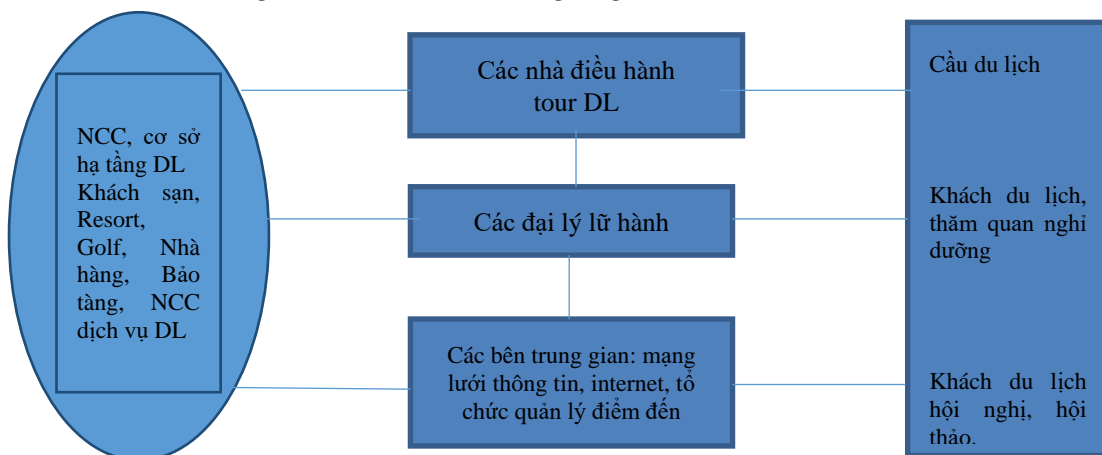 NCC, cơ sở
hạ tầng DL
Khách sạn,
Resort,
Golf, Nhà
hàng, Bảo
tàng, NCC
dịch vụ DL
Các nhà điều hành
tour DL
Các đại lý lữ hành
Các bên trung gian: mạng
lưới thông tin, internet, tổ
chức quản lý điểm đến
Cầu du lịch
Khách du lịch,
thăm quan nghỉ
dưỡng
Khách du lịch
hội nghị, hội
thảo.